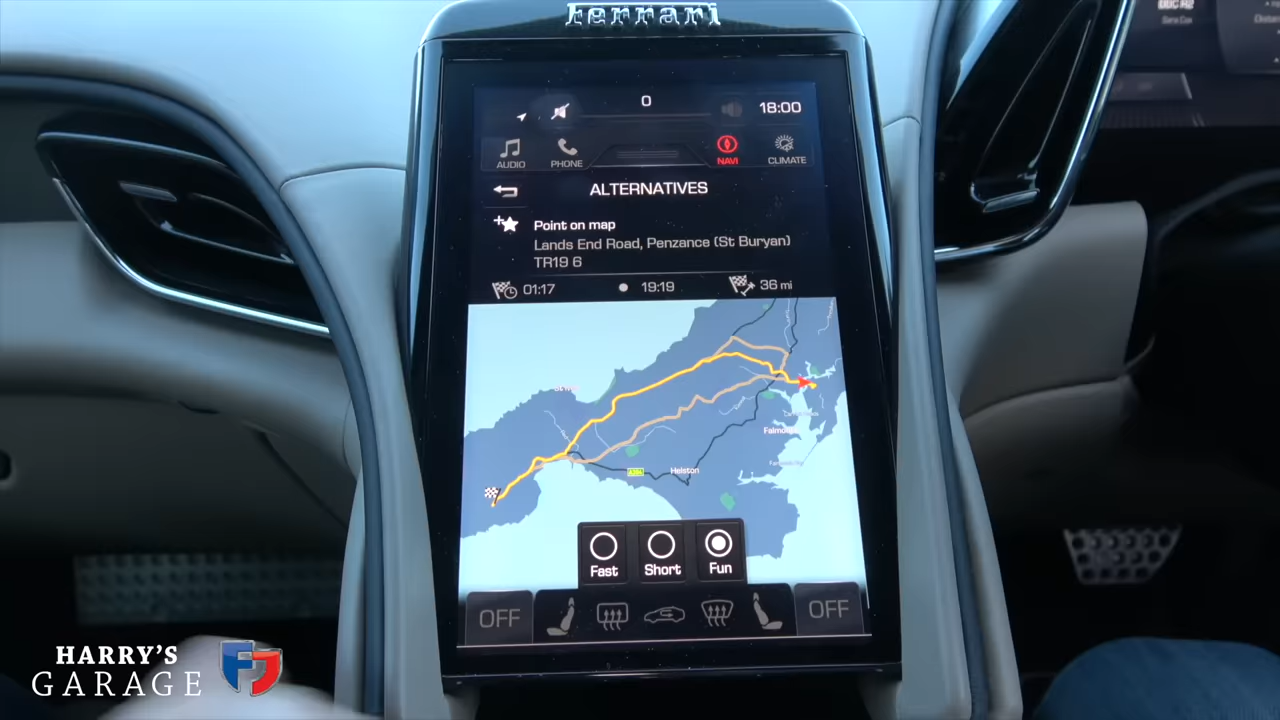 Ferrari
0
18:00
AUDIO
PHONE
NAVI
CLIMATE
ALTERNATIVES
Point on map
Lands End Road, Penzance (St Buryan)
TR19 6
01:17
19:19
36 mi
Helston
Fast
Short
Fun
OFF
OFF
HARRY'S
GARAGE